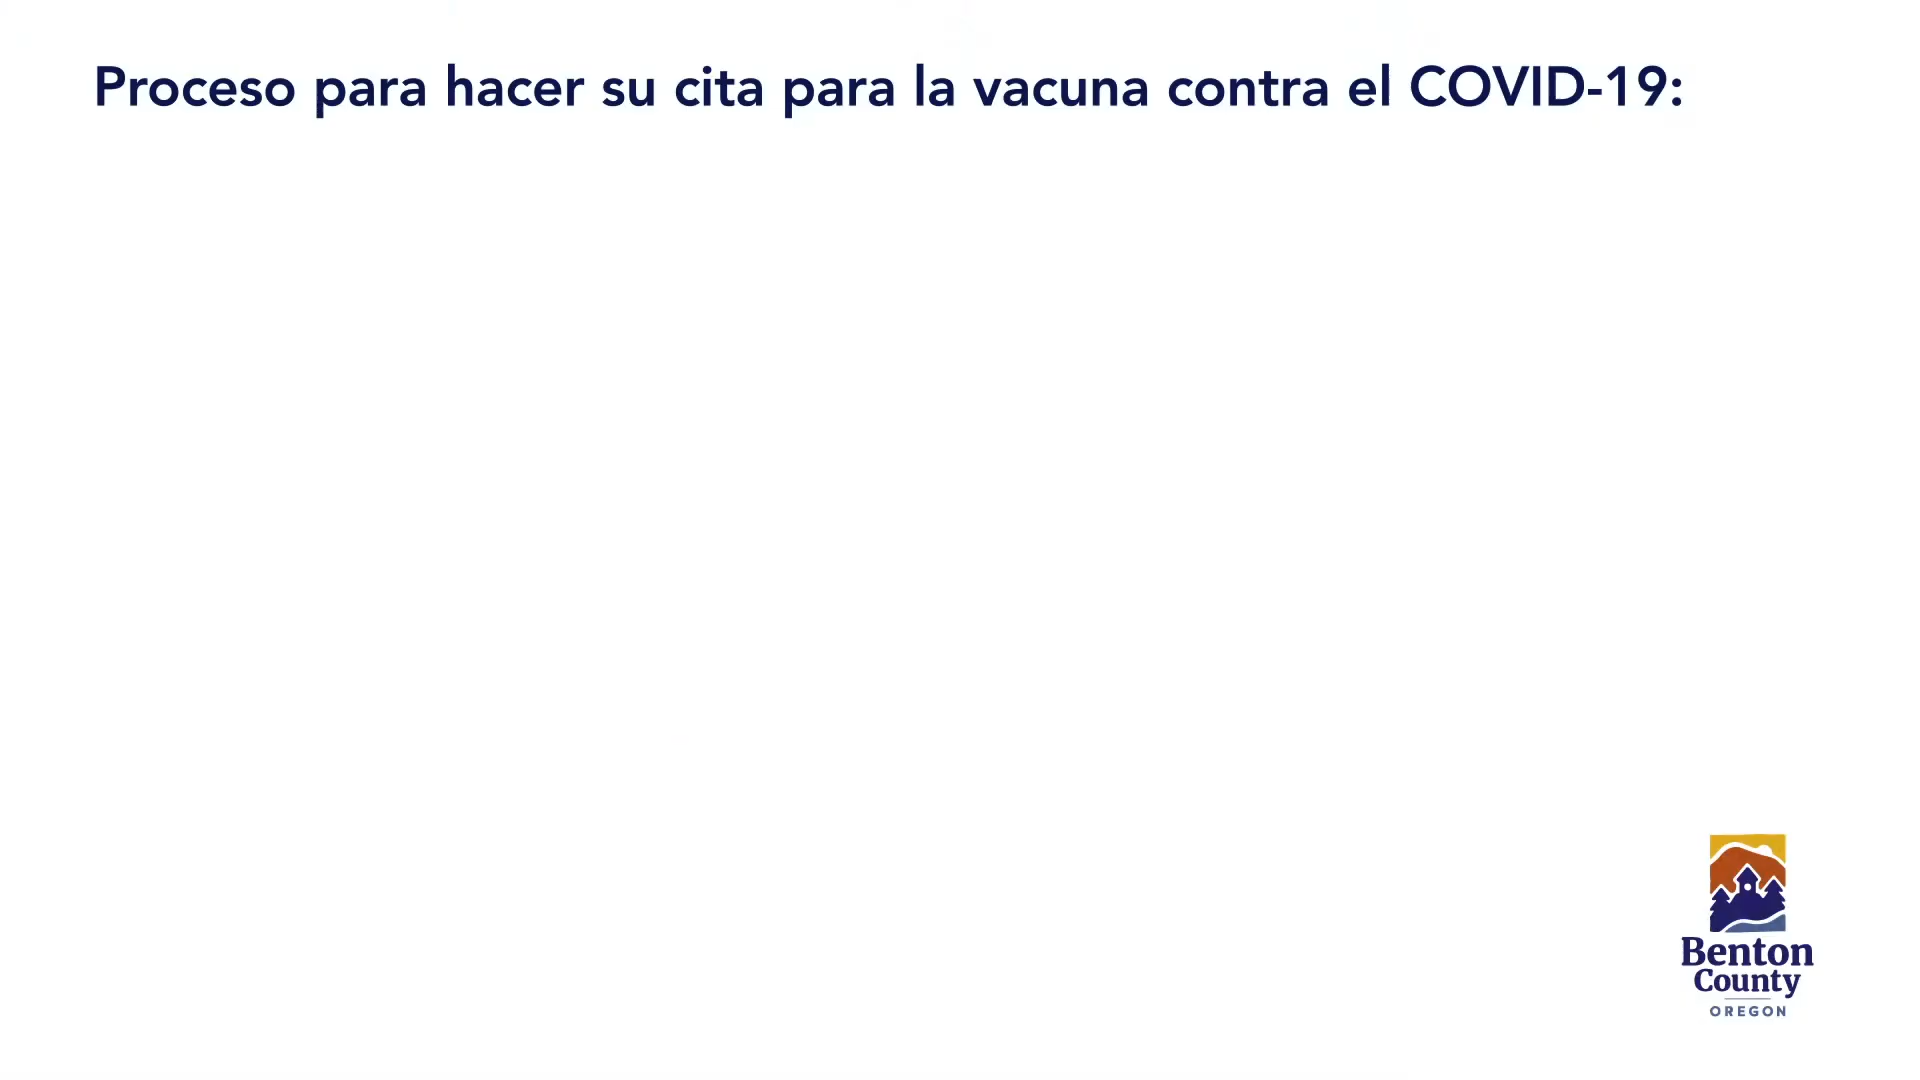 Proceso para hacer su cita para la vacuna contra el COVID-19:
Benton
County
OREGON